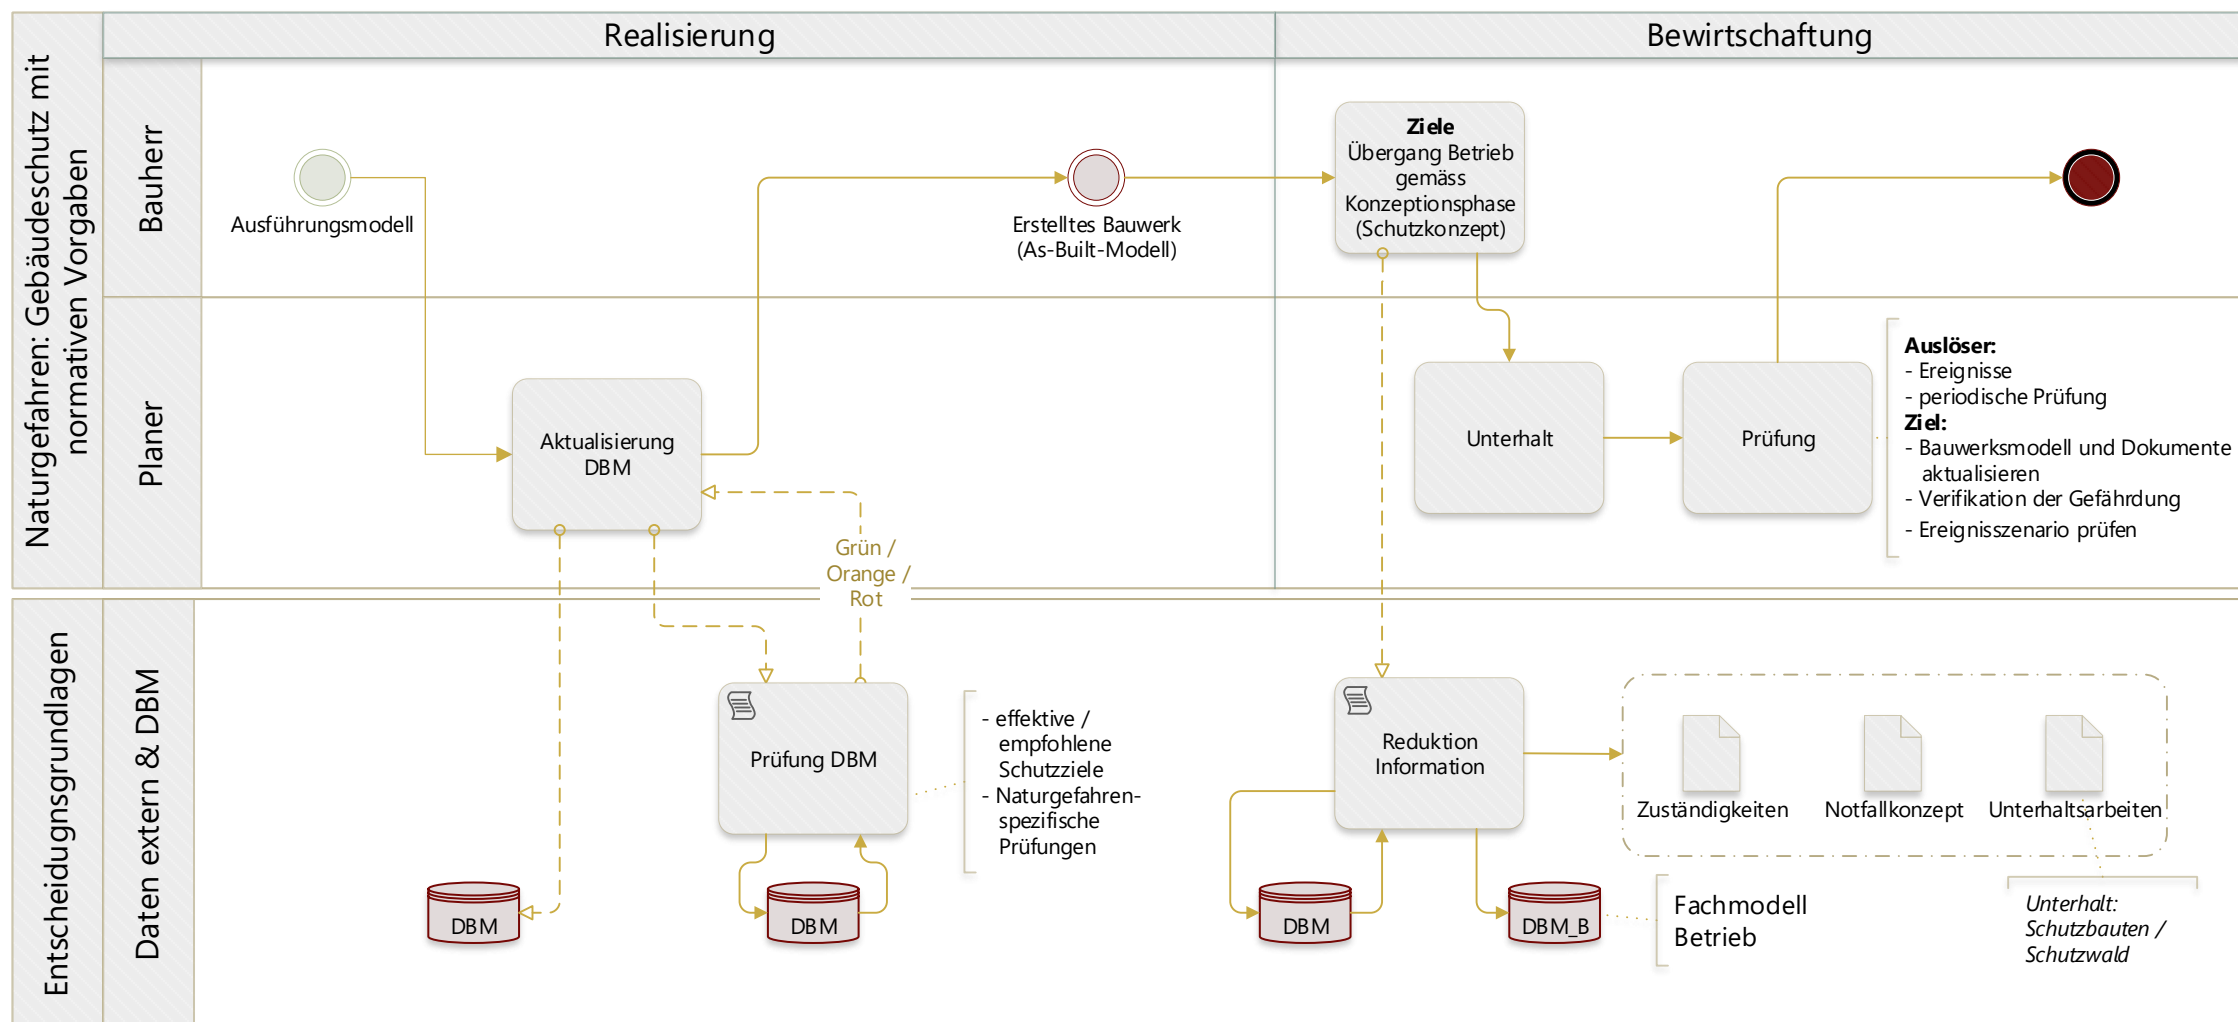 Realisierung
Bewirtschaftung
Naturgefahren: Gebäudeschutz mit
normativen Vorgaben
Bauherr
Ausführungsmodell
Erstelltes Bauwerk
(As-Built-Modell)
Ziele
Übergang Betrieb
gemäss
Konzeptionsphase
(Schutzkonzept)
Planer
Aktualisierung
DBM
Grün /
Orange /
Rot
Unterhalt
Prüfung
Auslöser:
- Ereignisse
- periodische Prüfung
Ziel:
- Bauwerksmodell und Dokumente
aktualisieren
- Verifikation der Gefährdung
- Ereignisszenario prüfen
Entscheidugnsgrundlagen
Daten extern & DBM
DBM
Prüfung DBM
- effektive /
empfohlene
Schutzziele
- Naturgefahren-
spezifische
Prüfungen
DBM
Reduktion
Information
DBM
DBM_B
Fachmodell
Betrieb
Zuständigkeiten
Notfallkonzept
Unterhaltsarbeiten
Unterhalt:
Schutzbauten /
Schutzwald